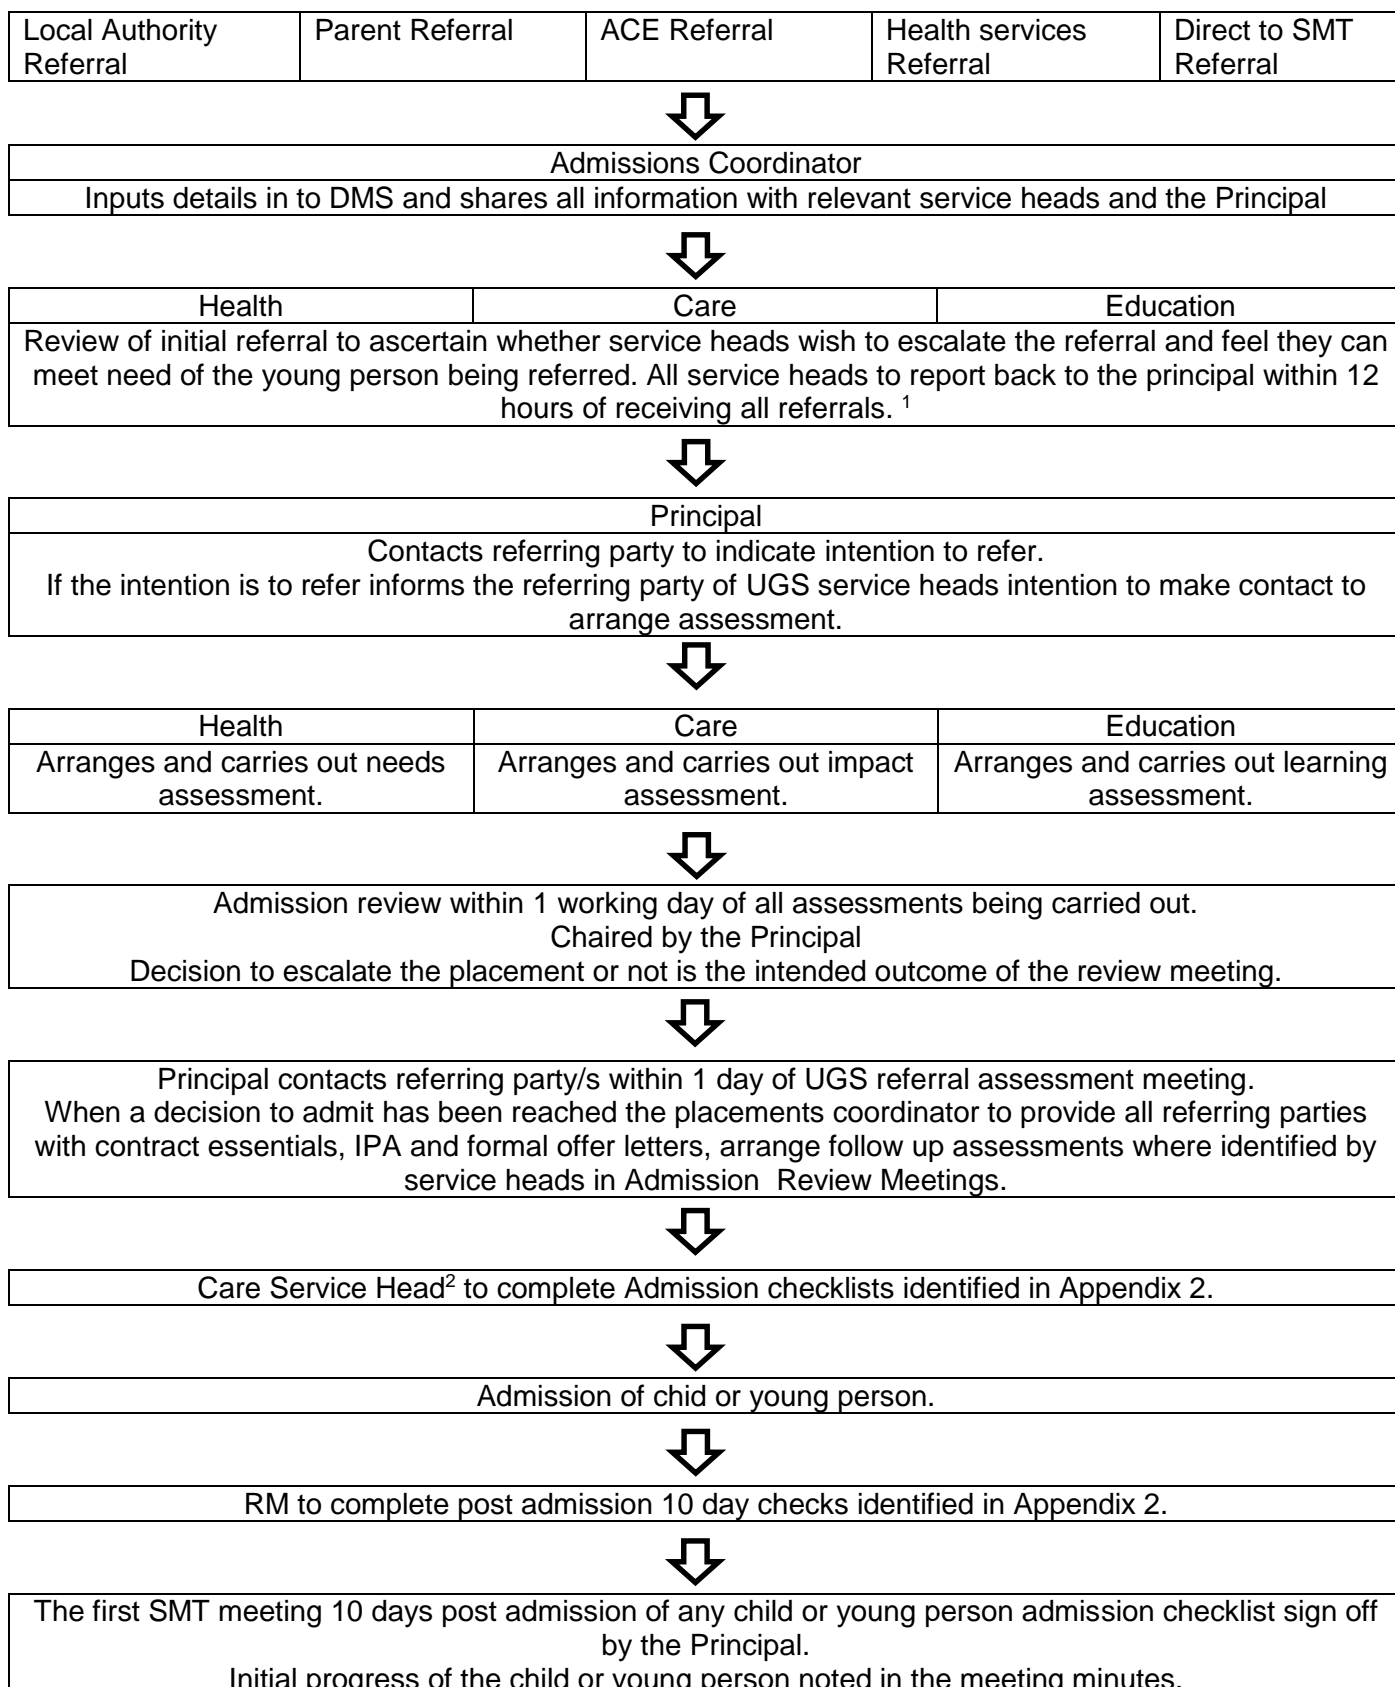 Local Authority Referral
Parent Referral
ACE Referral
Health services Referral
Direct to SMT Referral
Admissions Coordinator
Inputs details in to DMS and shares all information with relevant service heads and the Principal
Health
Care
Education
Review of initial referral to ascertain whether service heads wish to escalate the referral and feel they can
meet need of the young person being referred. All service heads to report back to the principal within 12
hours of receiving all referrals. 1
Principal
Contacts referring party to indicate intention to refer.
If the intention is to refer informs the referring party of UGS service heads intention to make contact to
arrange assessment.
Health
Care
Education
Arranges and carries out needs
assessment.
Arranges and carries out impact
assessment.
Arranges and carries out learning
assessment.
Admission review within 1 working day of all assessments being carried out.
Chaired by the Principal
Decision to escalate the placement or not is the intended outcome of the review meeting.
Principal contacts referring party/s within 1 day of UGS referral assessment meeting.
When a decision to admit has been reached the placements coordinator to provide all referring parties
with contract essentials, IPA and formal offer letters, arrange follow up assessments where identified by
service heads in Admission  Review Meetings.
Care Service Head2 to complete Admission checklists identified in Appendix 2.
Admission of chid or young person.
RM to complete post admission 10 day checks identified in Appendix 2.
The first SMT meeting 10 days post admission of any child or young person admission checklist sign off
by the Principal.
Initial progress of the child or young person noted in the meeting minutes.